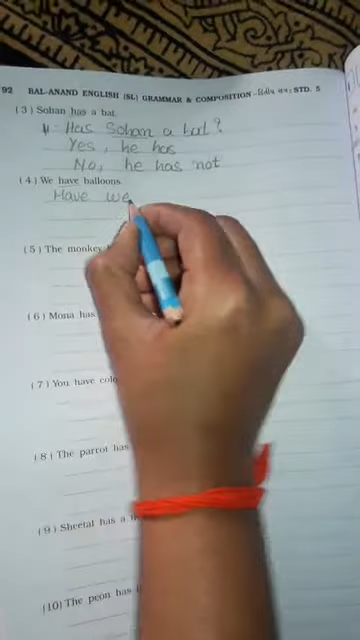 92 BAL-ANAND ENGLISH (SL) GRAMMAR & COMPOSITION - STD. 5
(3) Sohan has a bat.
Has Sohan a bat?
Yes, he has
No, he has not
(4) We have balloons.
Have we
(5) The monkey
(6) Mona has
(7) You have
(8) The parrot has
(9) Sheetal has a
(10) The peon has